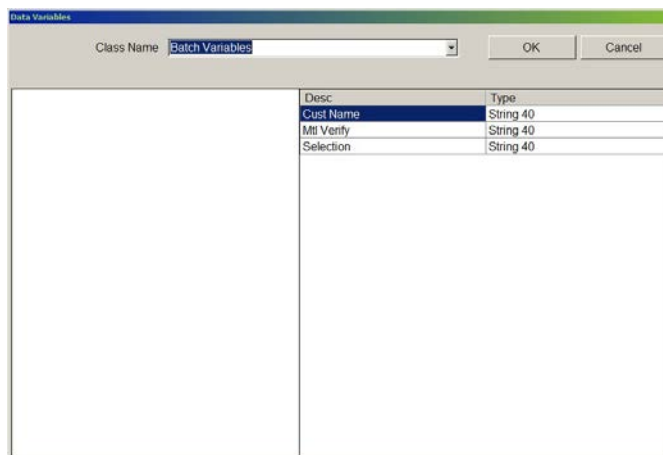 Data Variables
Class Name Batch Variables OK Cancel
Desc Type
Cust Name String 40
Mtl Verify String 40
Selection String 40